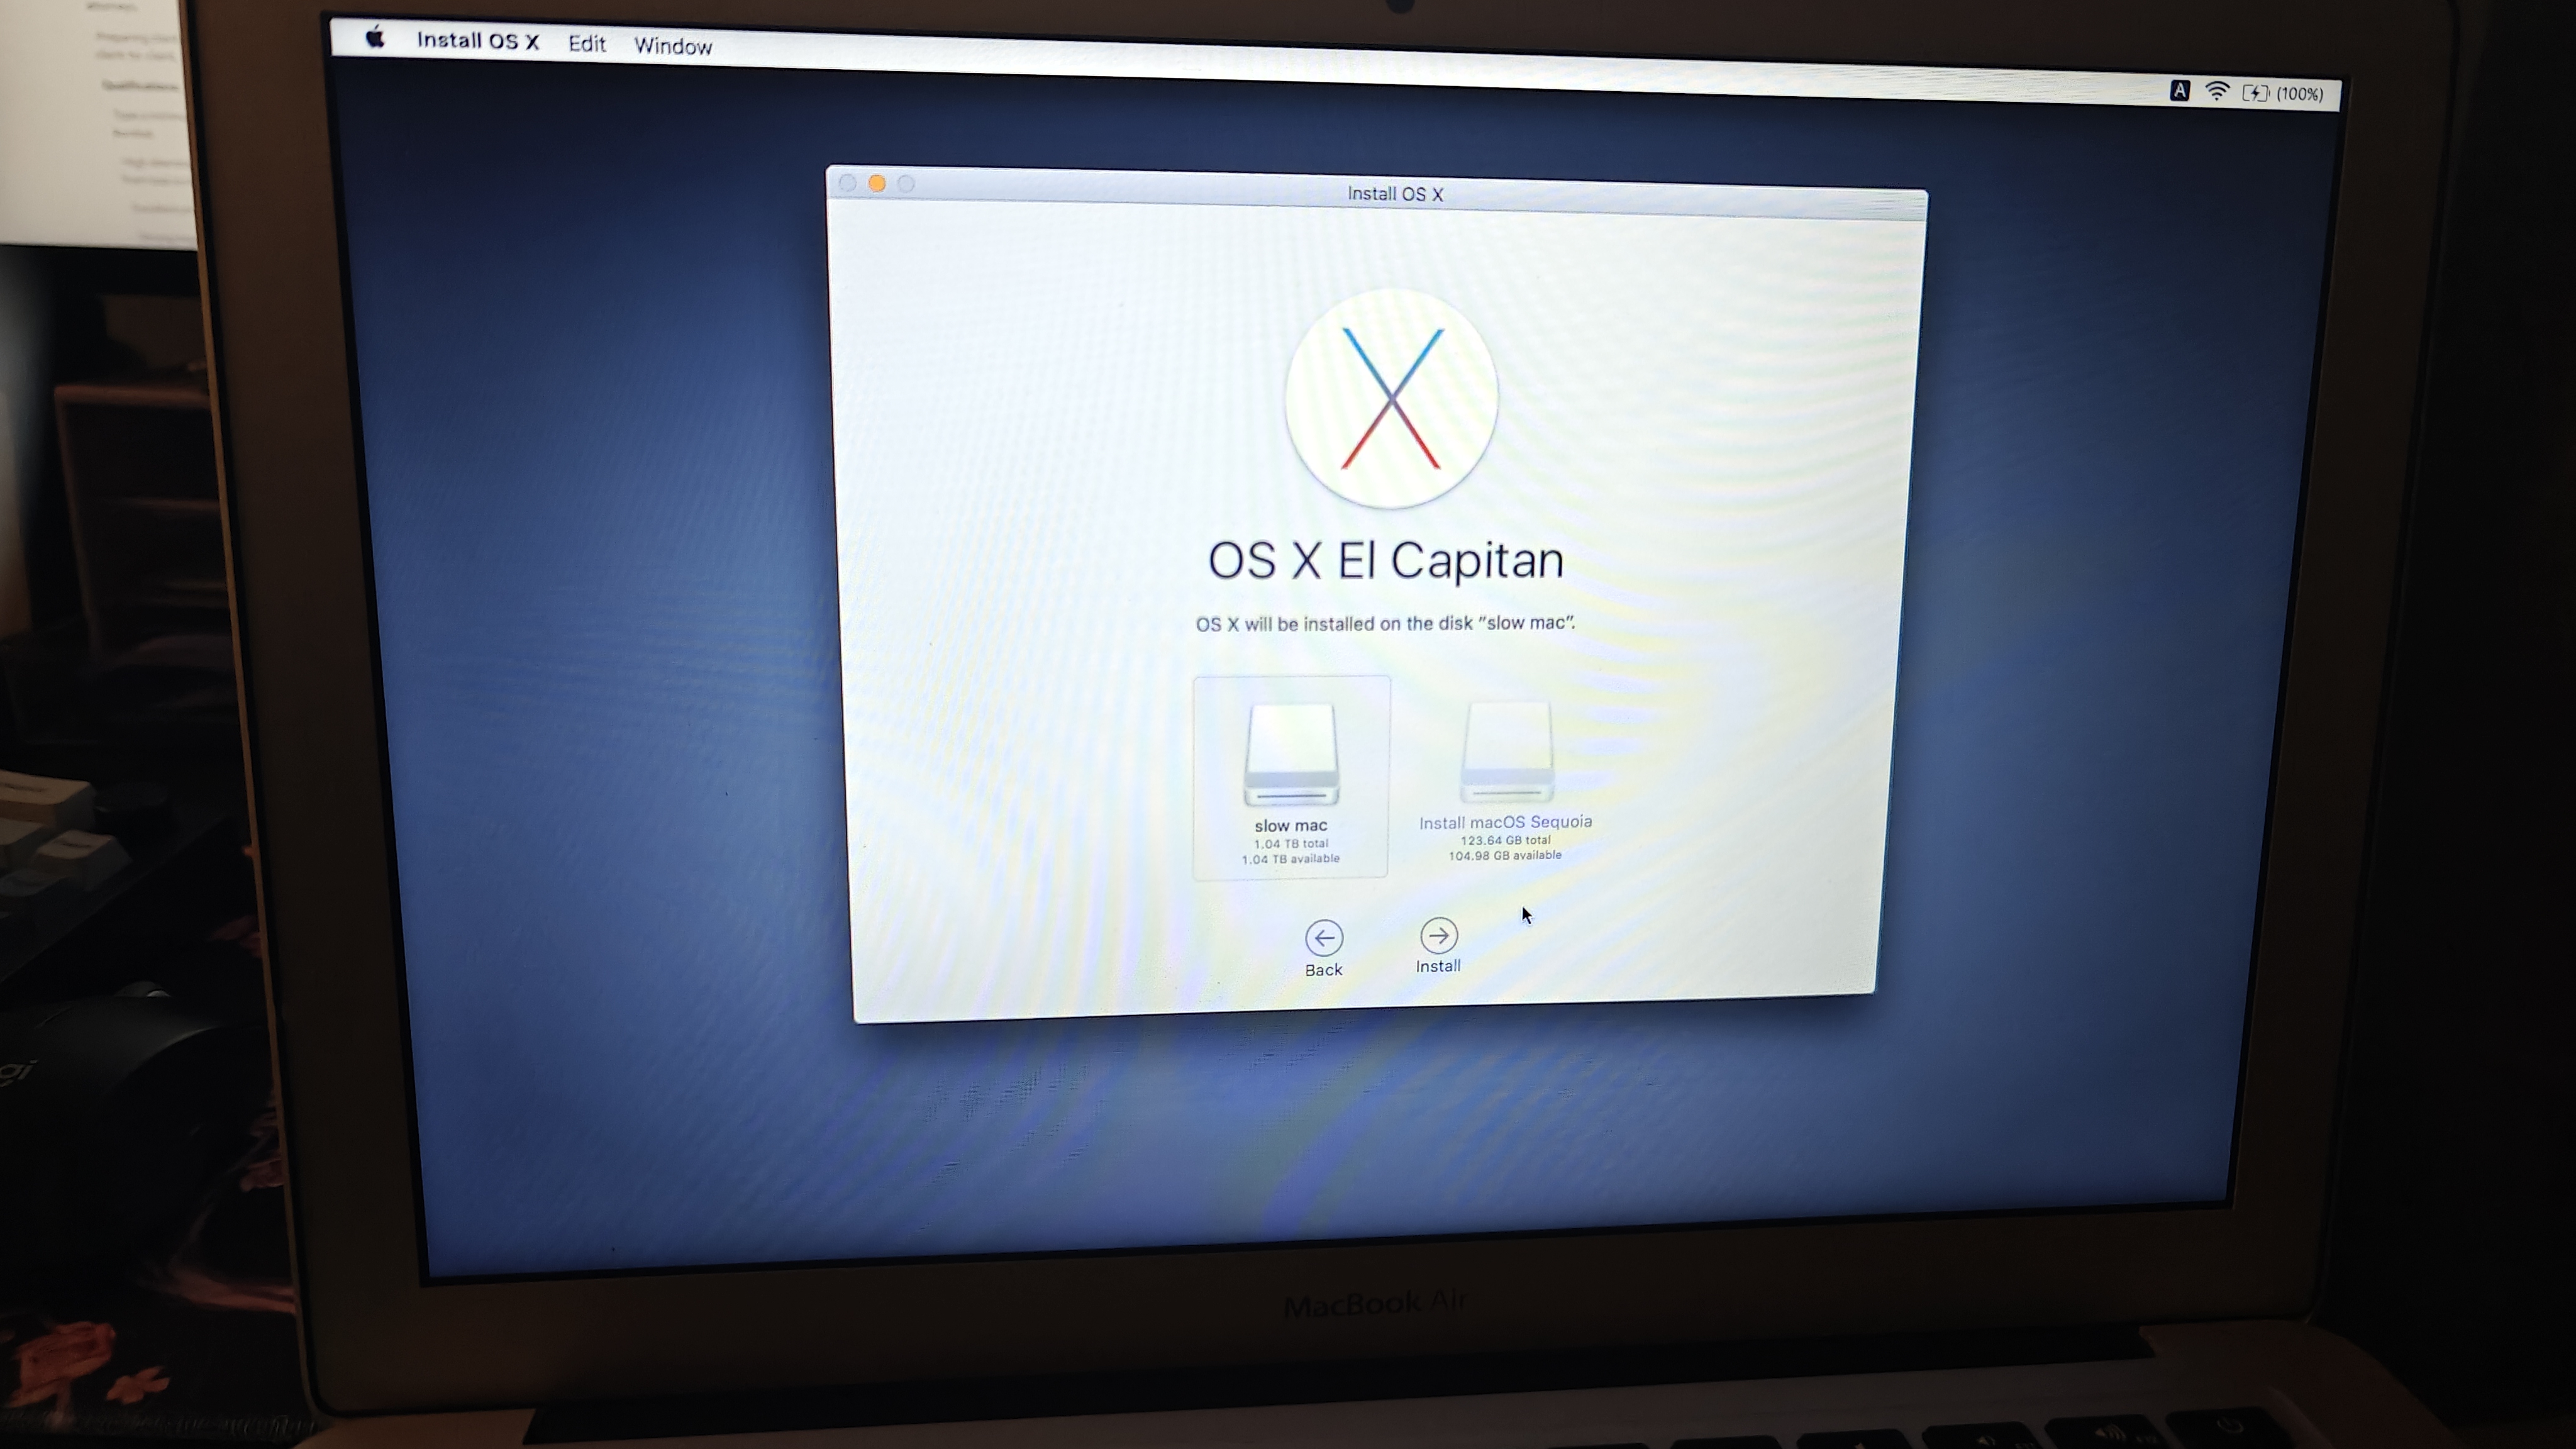 Install OS X Edit Window
A (100%)
Install OS X
OS X El Capitan
OS X will be installed on the disk “slow mac”.
slow mac
1.04 TB total
1.04 TB available
Install macOS Sequoia
123.64 GB total
104.98 GB available
Back
Install
MacBook Air